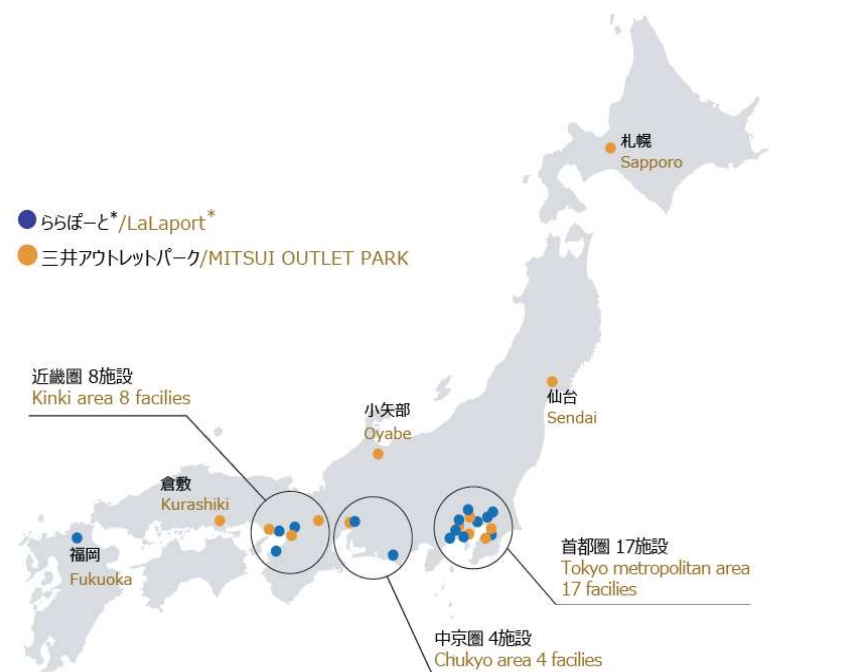 札幌
Sapporo
ららぽーと*/LaLaport*
三井アウトレットパーク/MITSUI OUTLET PARK
近畿圏 8施設
Kinki area 8 facilies
小矢部
Oyabe
仙台
Sendai
倉敷
Kurashiki
福岡
Fukuoka
首都圏 17施設
Tokyo metropolitan area
17 facilies
中京圏 4施設
Chukyo area 4 facilies